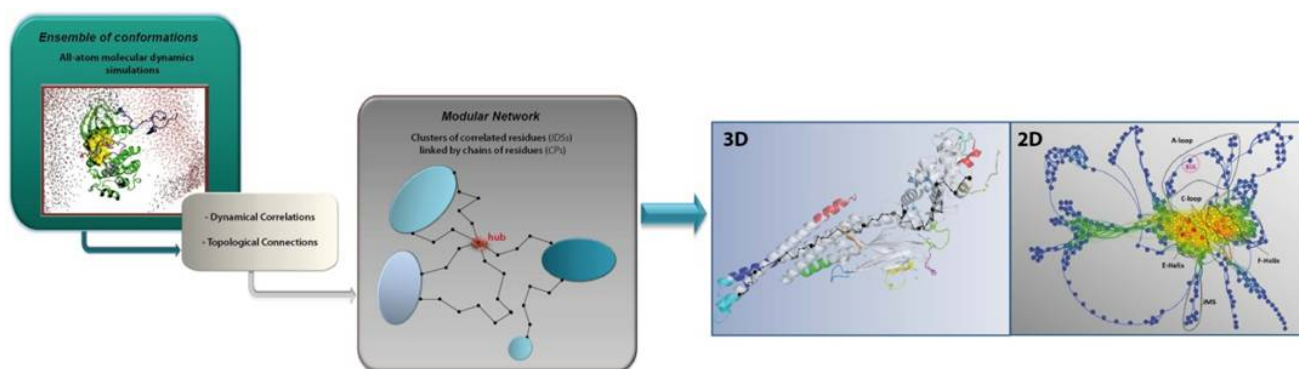 Ensemble of conformations
All-atom molecular dynamics
simulations
- Dynamical Correlations
- Topological Connections
Modular Network
Clusters of correlated residues (IDSs)
linked by chains of residues (CPs)
hub
3D
2D
A-loop
C-loop
E-Helix
F-Helix
JMS